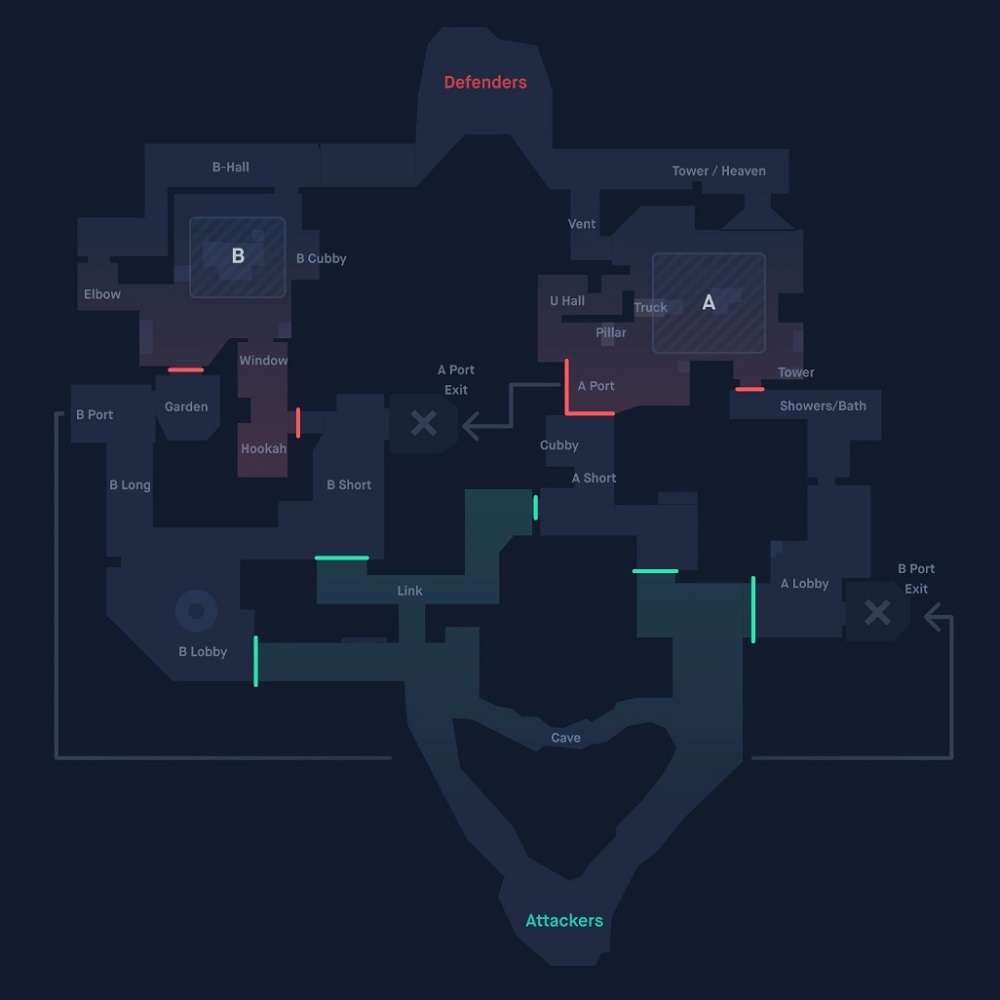 Defenders
B-Hall
Tower / Heaven
Vent
B
B Cubby
Elbow
U Hall
Truck
A
Pillar
Window
A Port
Exit
A Port
Tower
B Port
Garden
Showers/Bath
Hookah
Cubby
B Long
B Short
A Short
Link
A Lobby
B Port
Exit
B Lobby
Cave
Attackers